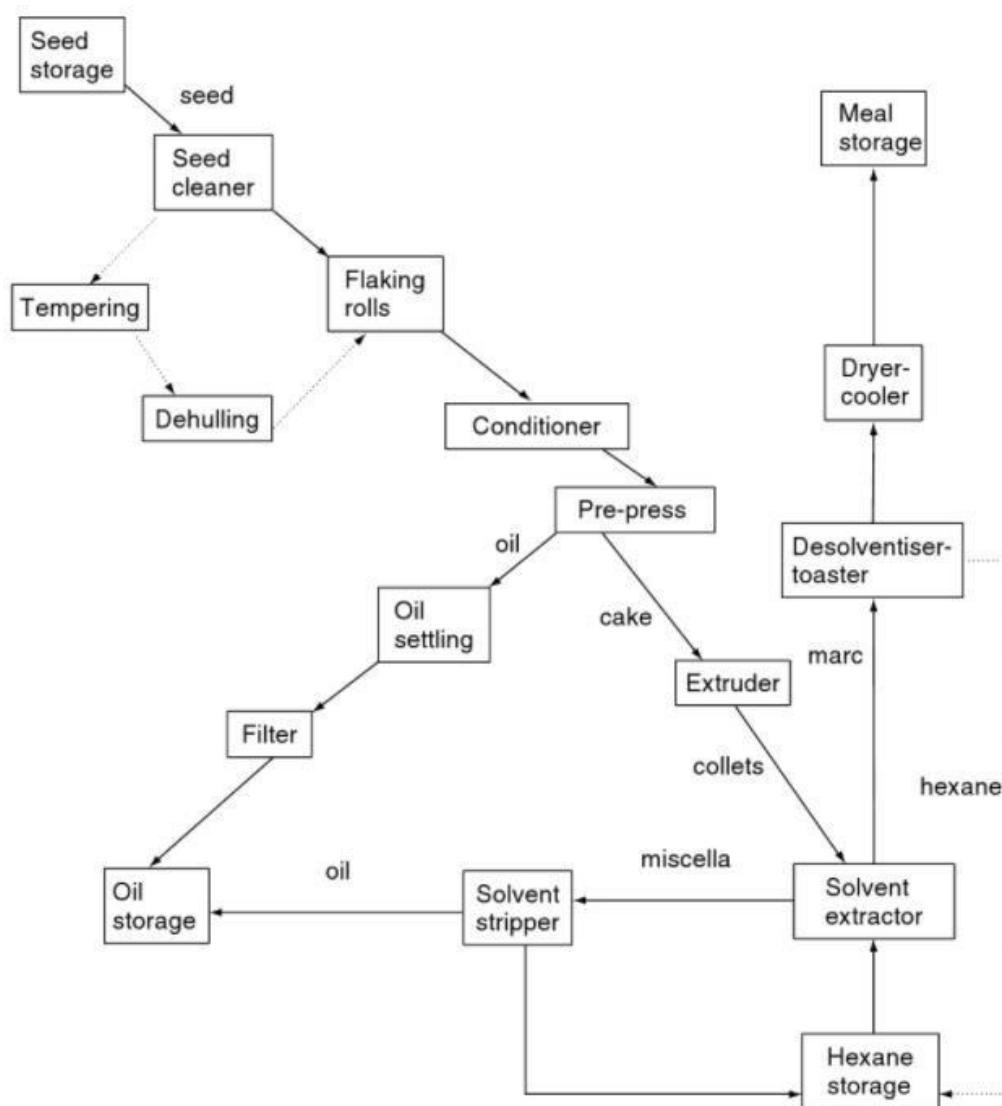 Seed
storage
seed
Seed
cleaner
Meal
storage
Flaking
rolls
Tempering
Dehulling
Dryer-
cooler
Conditioner
Pre-press
oil
Desolventiser-
toaster
Oil
settling
cake
marc
Extruder
Filter
collets
hexane
miscella
oil
Oil
storage
Solvent
stripper
Solvent
extractor
Hexane
storage